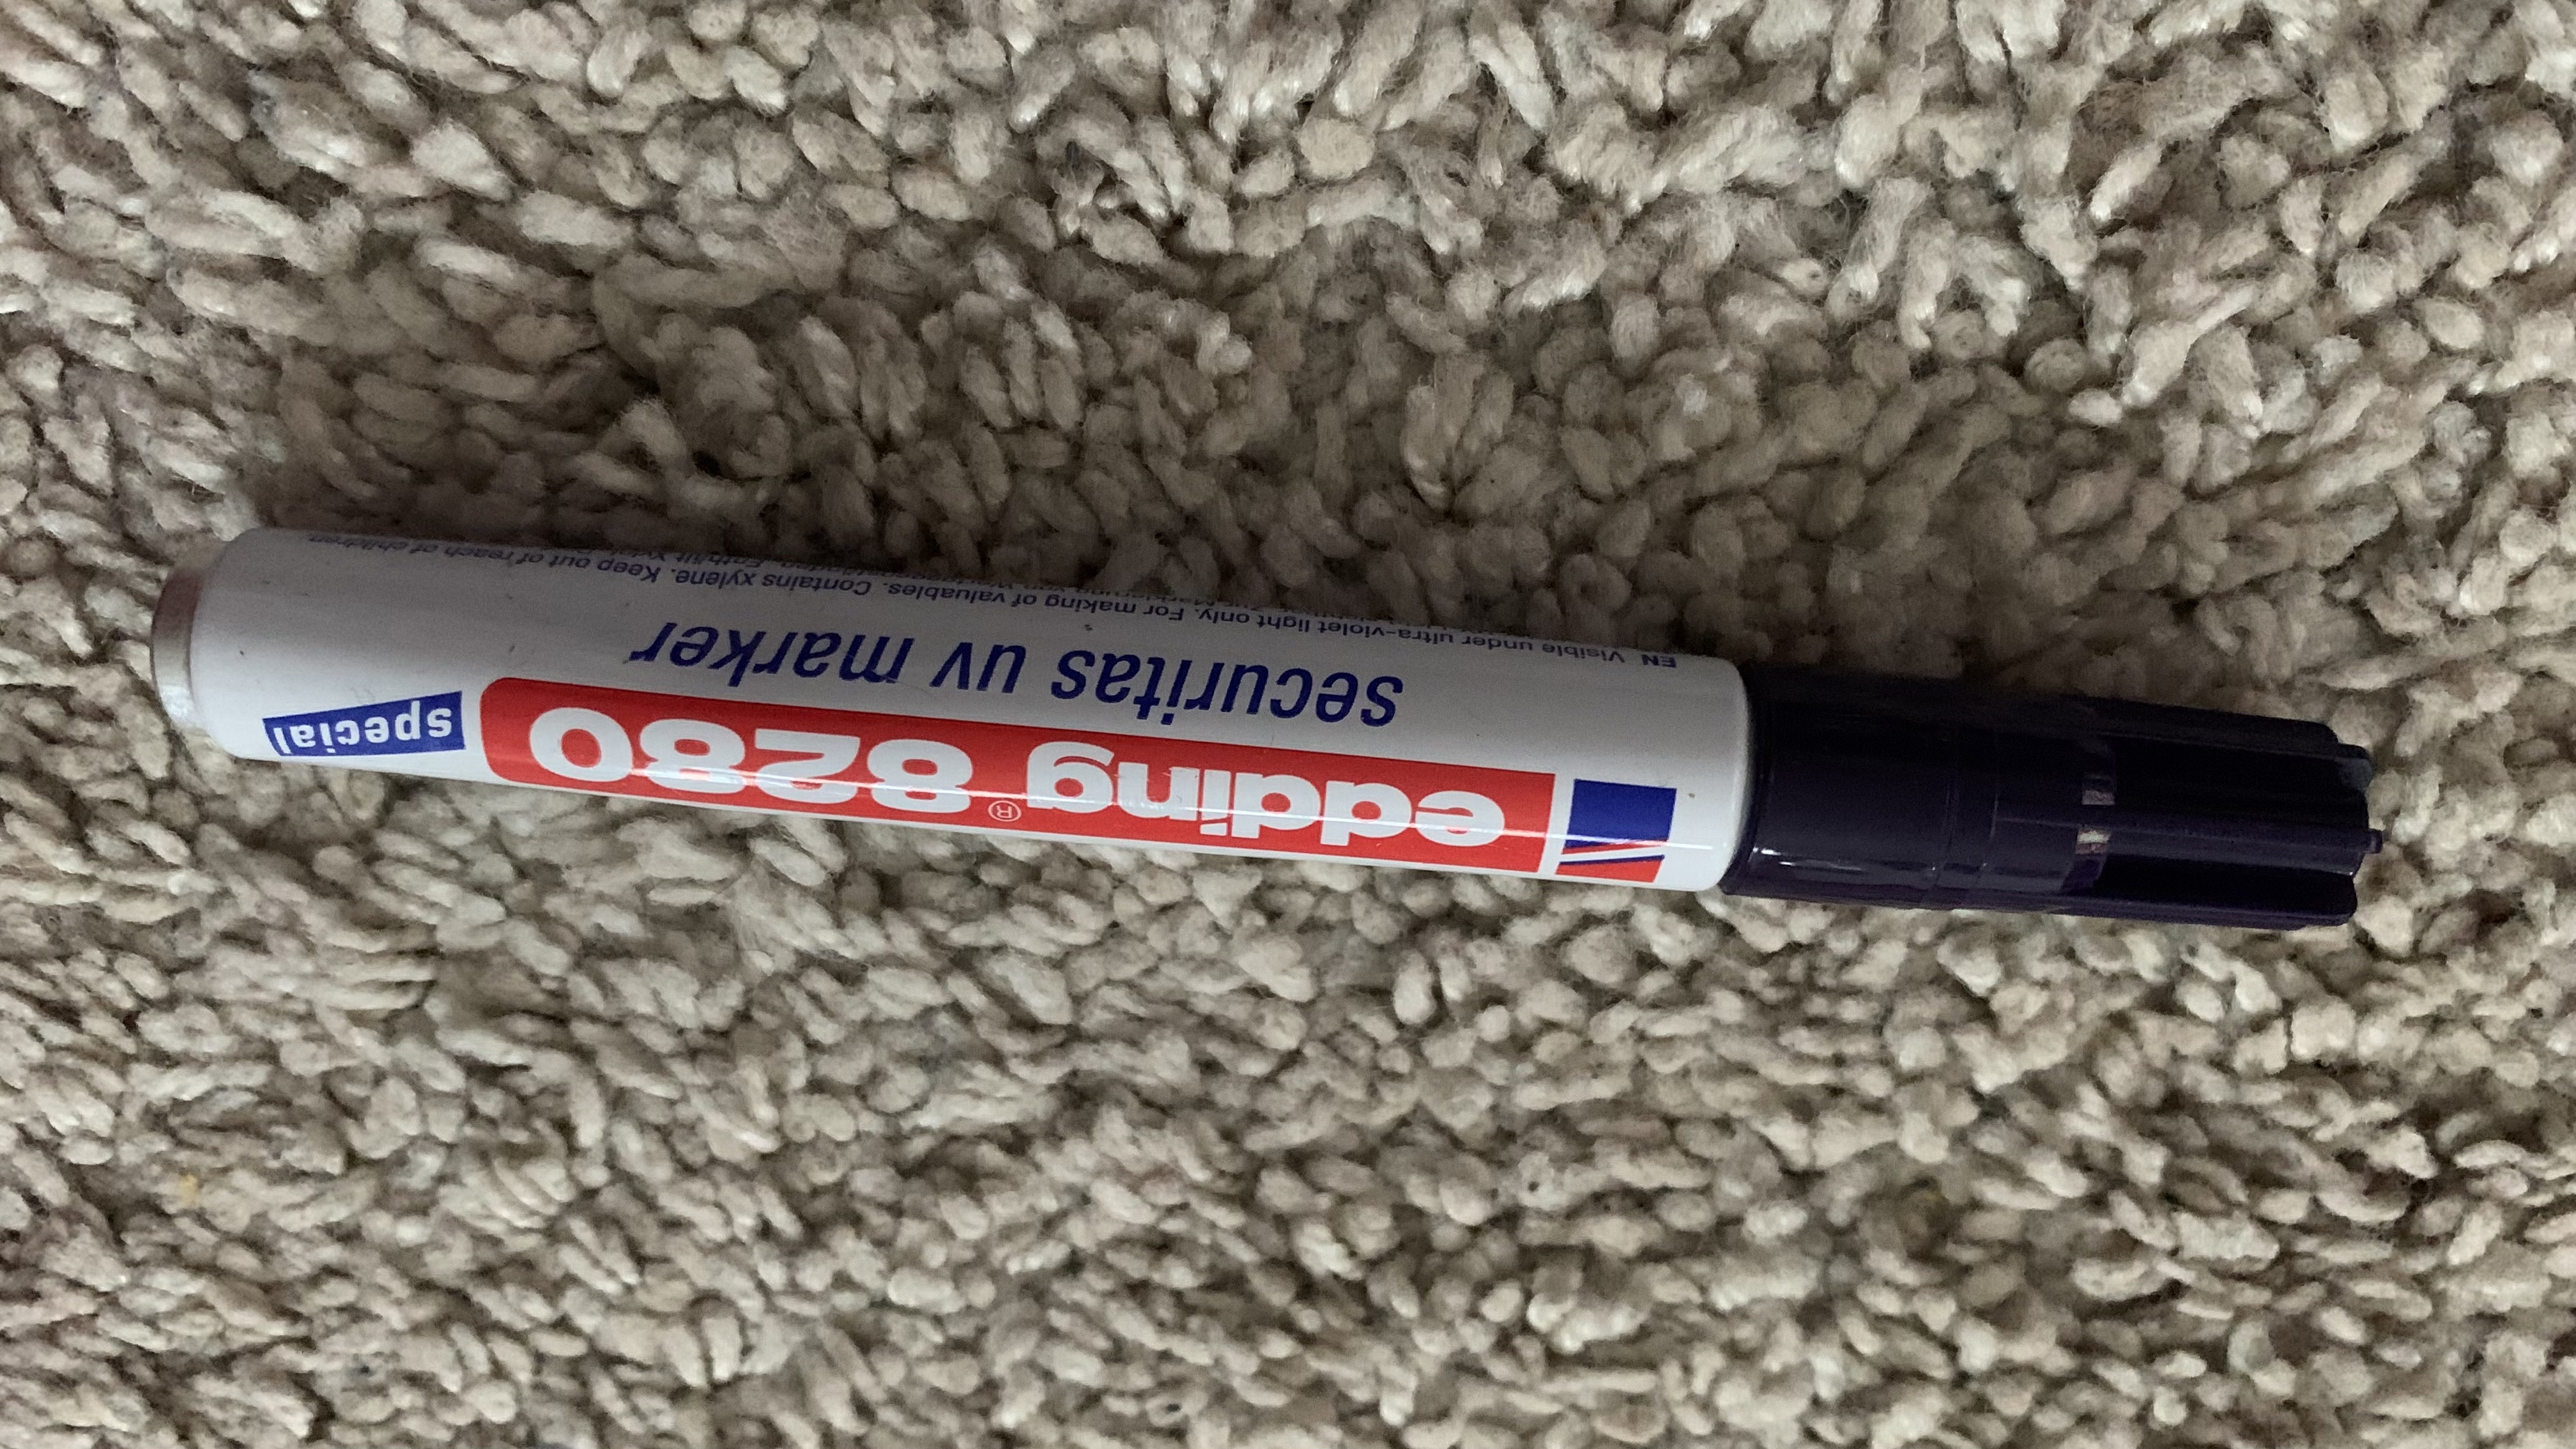 edding® 8280
special
securitas uv marker
EN Visible under ultra-violet light only. For making of valuables. Contains xylene. Keep out of reach of children